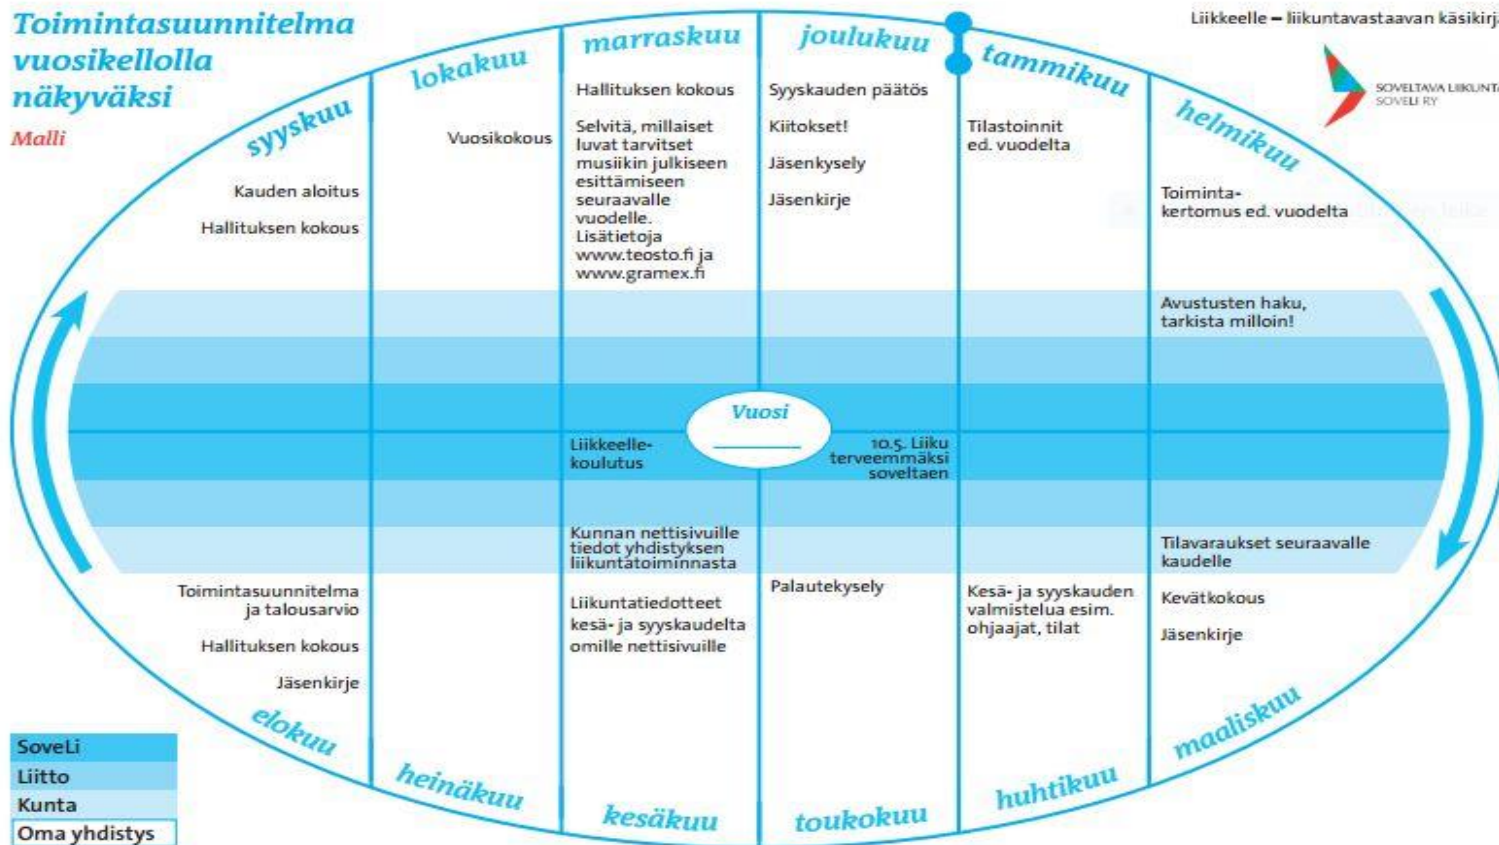 Toimintasuunnitelma
vuosikellolla
näkyväksi
Malli
Liikkeelle – liikuntavastaavan käsikirja
SOVELTAVA LIIKUNTA
SOVELI RY
syyskuu
Kauden aloitus
Hallituksen kokous
lokakuu
Vuosikokous
marraskuu
Hallituksen kokous
Selvitä, millaiset
luvat tarvitset
musiikin julkiseen
esittämiseen
seuraavalle
vuodelle.
Lisätietoja
www.teosto.fi ja
www.gramex.fi
joulukuu
Syyskauden päätös
Kiitokset!
Jäsenkysely
Jäsenkirje
tammikuu
Tilastoinnit
ed. vuodelta
helmikuu
Toiminta-
kertomus ed. vuodelta
Avustusten haku,
tarkista milloin!
Vuosi
Toimintasuunnitelma
ja talousarvio
Hallituksen kokous
Jäsenkirje
elokuu
heinäkuu
Liikkeelle-
koulutus
Kunnan nettisivuille
tiedot yhdistyksen
liikuntatoiminnasta
Liikuntatiedotteet
kesä- ja syyskaudelta
omille nettisivuille
kesäkuu
10.5. Liiku
terveemmäksi
soveltaen
Palautekysely
toukokuu
Kesä- ja syyskauden
valmistelua esim.
ohjaajat, tilat
huhtikuu
Tilavaraukset seuraavalle
kaudelle
Kevätkokous
Jäsenkirje
maaliskuu
SoveLi
Liitto
Kunta
Oma yhdistys